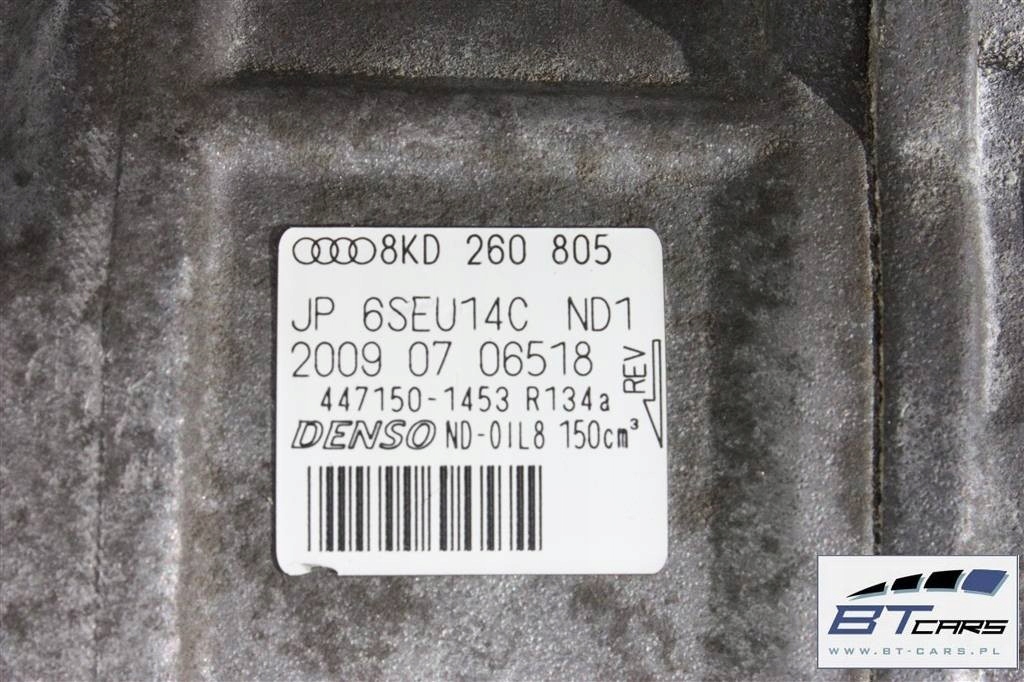 8KD 260 805
JP 6SEU14C ND1
2009 07 06518
REV
447150-1453 R134a
DENSO ND-OIL8 150cm³
BT CARS
WWW.BT-CARS.PL